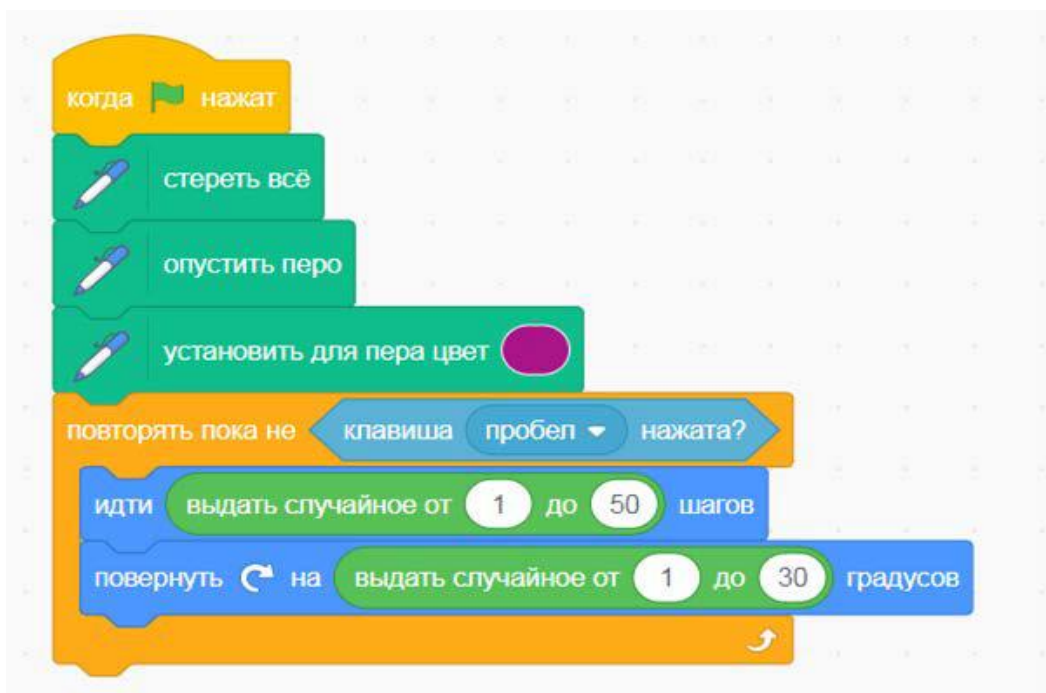 когда нажат
стереть всё
опустить перо
установить для пера цвет
повторять пока не клавиша пробел нажата?
идти выдать случайное от 1 до 50 шагов
повернуть на выдать случайное от 1 до 30 градусов